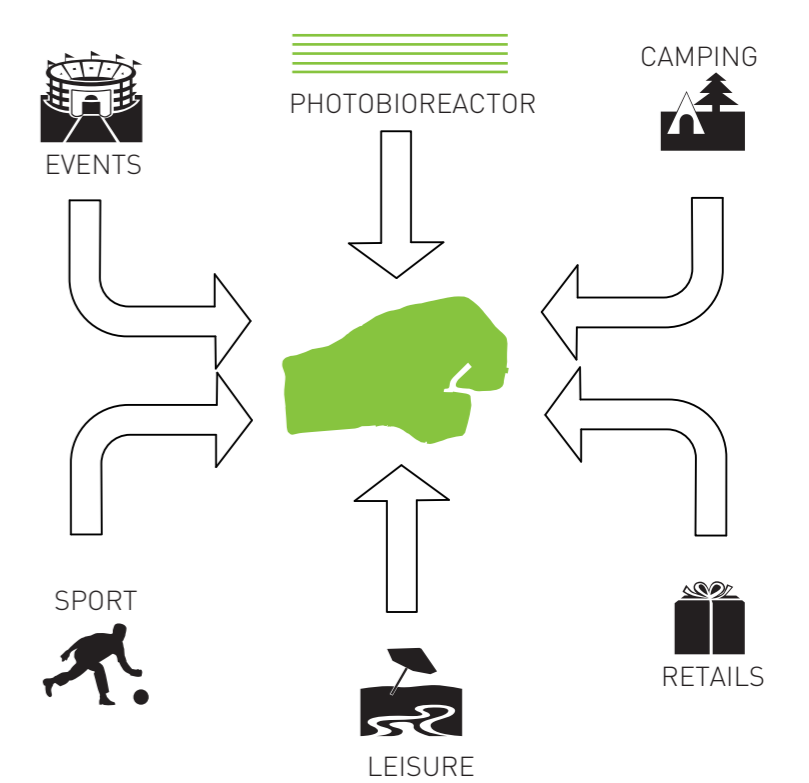 CAMPING
PHOTOBIOREACTOR
EVENTS
SPORT
RETAILS
LEISURE